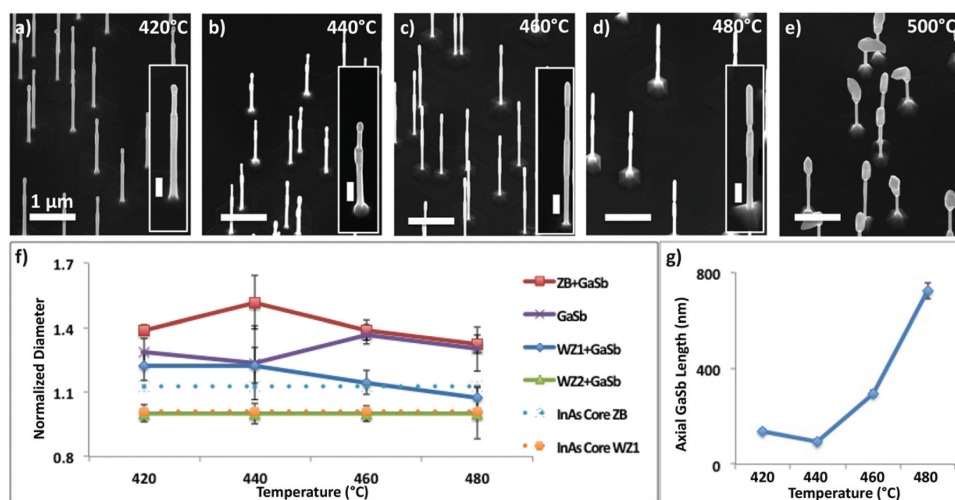 a) 420°C
b) 440°C
c) 460°C
d) 480°C
e) 500°C
1 μm
f)
Normalized Diameter
1.7
1.4
1.1
0.8
420 440 460 480
Temperature (°C)
ZB+GaSb
GaSb
WZ1+GaSb
WZ2+GaSb
InAs Core ZB
InAs Core WZ1
g)
Axial GaSb Length (nm)
800
400
0
420 440 460 480
Temperature (°C)